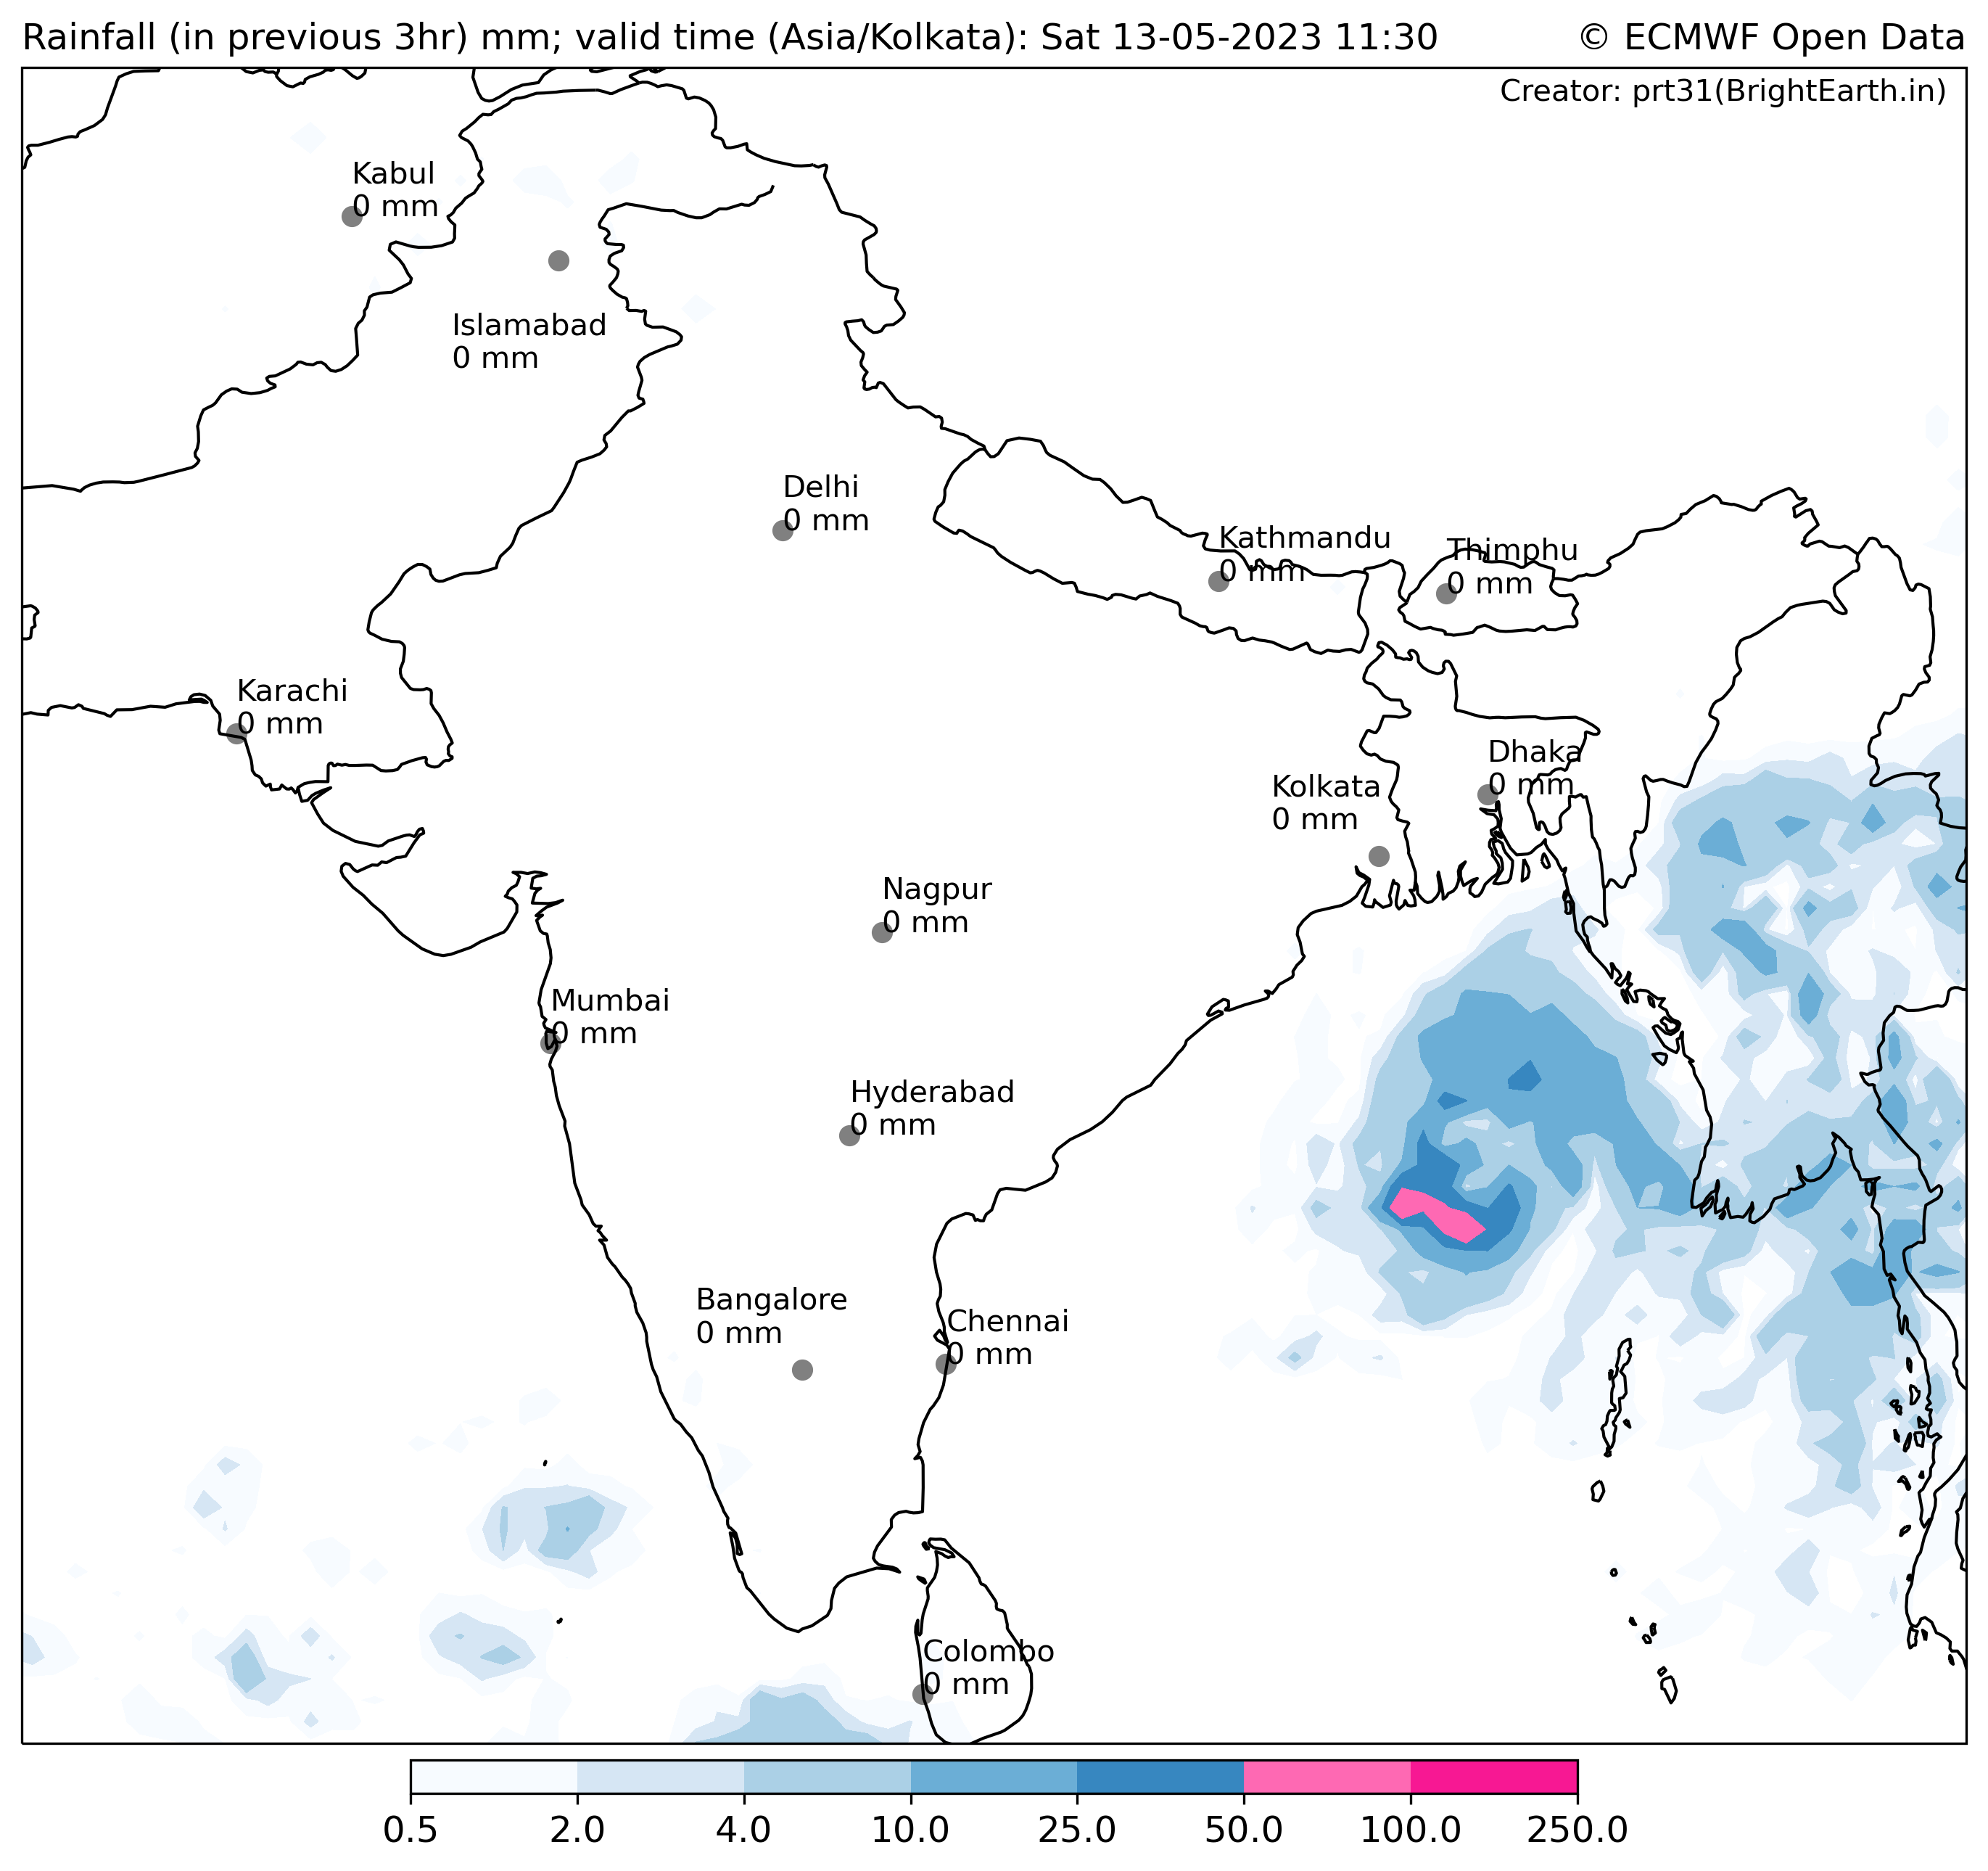 Rainfall (in previous 3hr) mm; valid time (Asia/Kolkata): Sat 13-05-2023 11:30
© ECMWF Open Data
Creator: prt31(BrightEarth.in)
Kabul
0 mm
Islamabad
0 mm
Delhi
0 mm
Kathmandu
0 mm
Thimphu
0 mm
Karachi
0 mm
Dhaka
0 mm
Kolkata
0 mm
Nagpur
0 mm
Mumbai
0 mm
Hyderabad
0 mm
Bangalore
0 mm
Chennai
0 mm
Colombo
0 mm
0.5 2.0 4.0 10.0 25.0 50.0 100.0 250.0